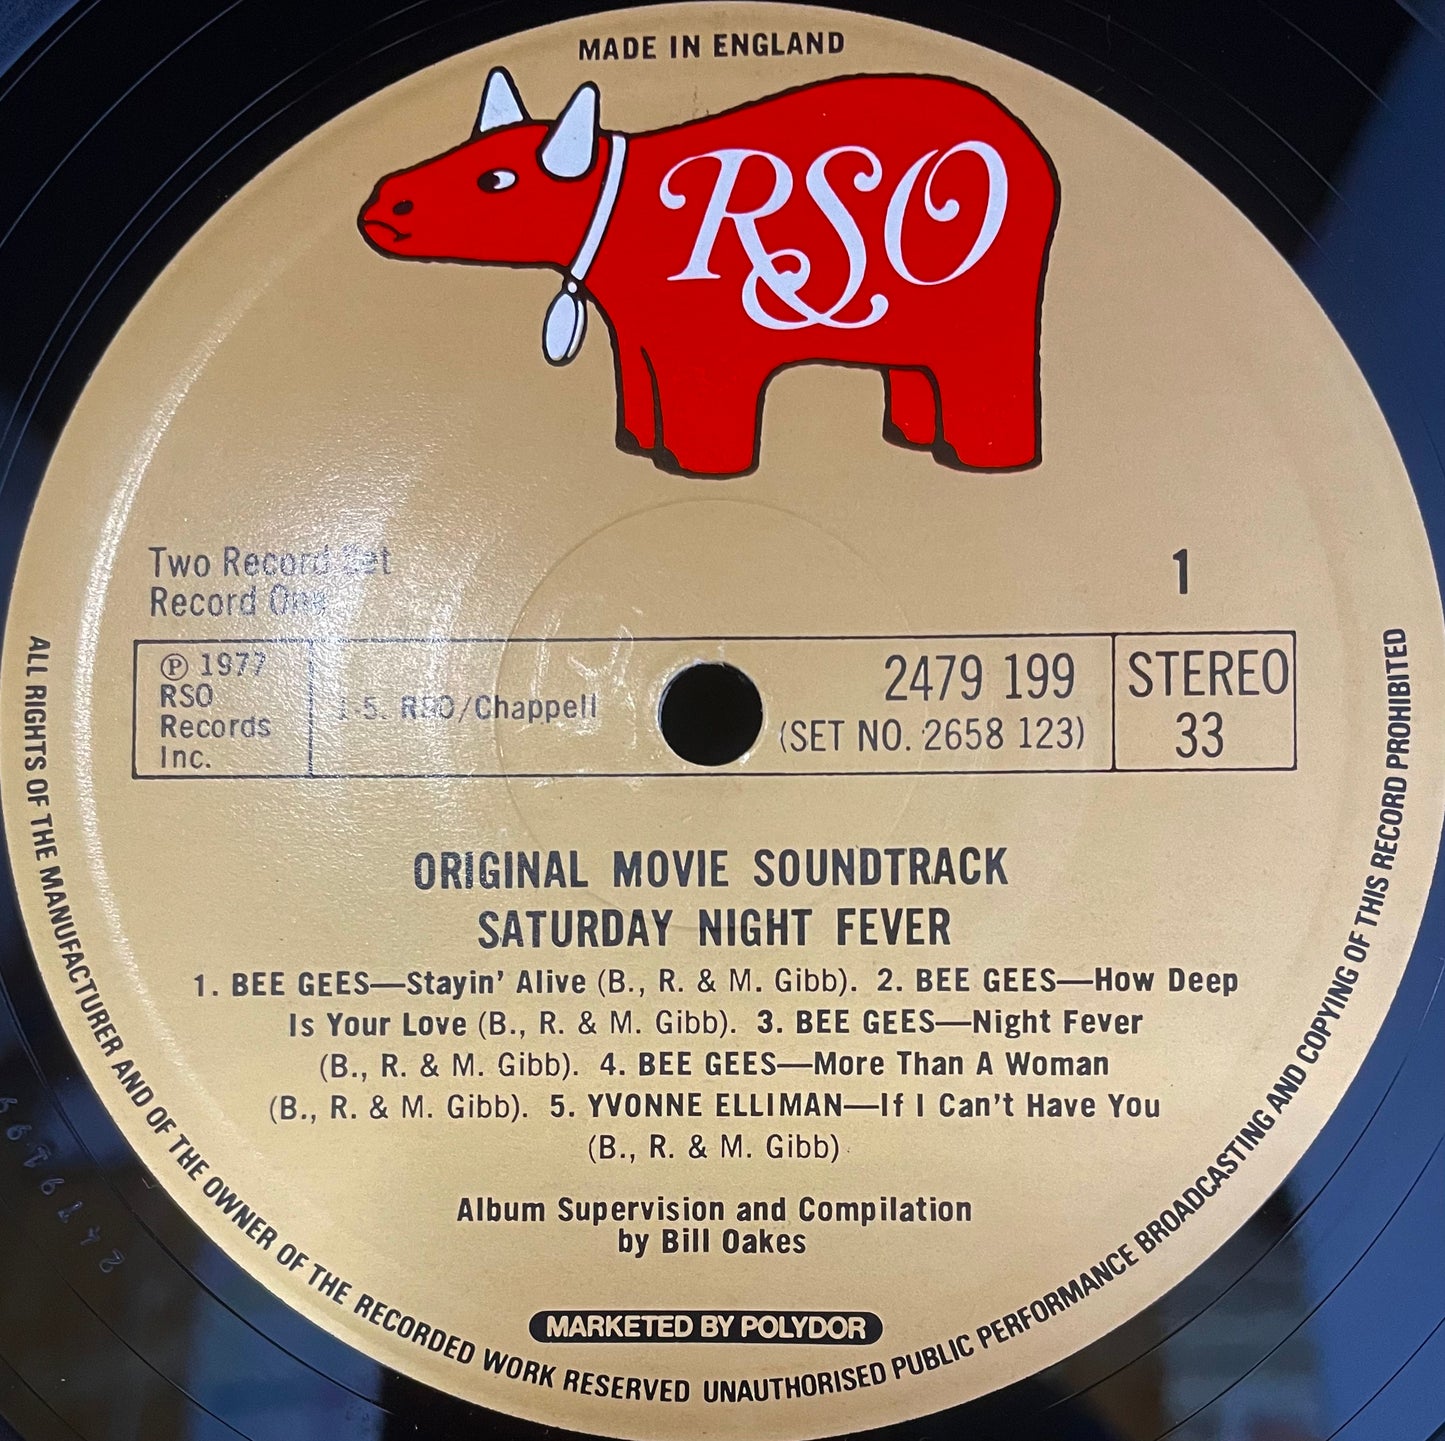 MADE IN ENGLAND
RSO
Two Record Set
Record One
1
℗ 1977
RSO
Records
Inc.
1-5. RSO/Chappell
2479 199
(SET NO. 2658 123)
STEREO
33
ORIGINAL MOVIE SOUNDTRACK
SATURDAY NIGHT FEVER
1. BEE GEES—Stayin' Alive (B., R. & M. Gibb). 2. BEE GEES—How Deep
Is Your Love (B., R. & M. Gibb). 3. BEE GEES—Night Fever
(B., R. & M. Gibb). 4. BEE GEES—More Than A Woman
(B., R. & M. Gibb). 5. YVONNE ELLIMAN—If I Can't Have You
(B., R. & M. Gibb)
Album Supervision and Compilation
by Bill Oakes
MARKETED BY POLYDOR
ALL RIGHTS OF THE MANUFACTURER AND OF THE OWNER OF THE RECORDED WORK RESERVED UNAUTHORISED PUBLIC PERFORMANCE BROADCASTING AND COPYING OF THIS RECORD PROHIBITED